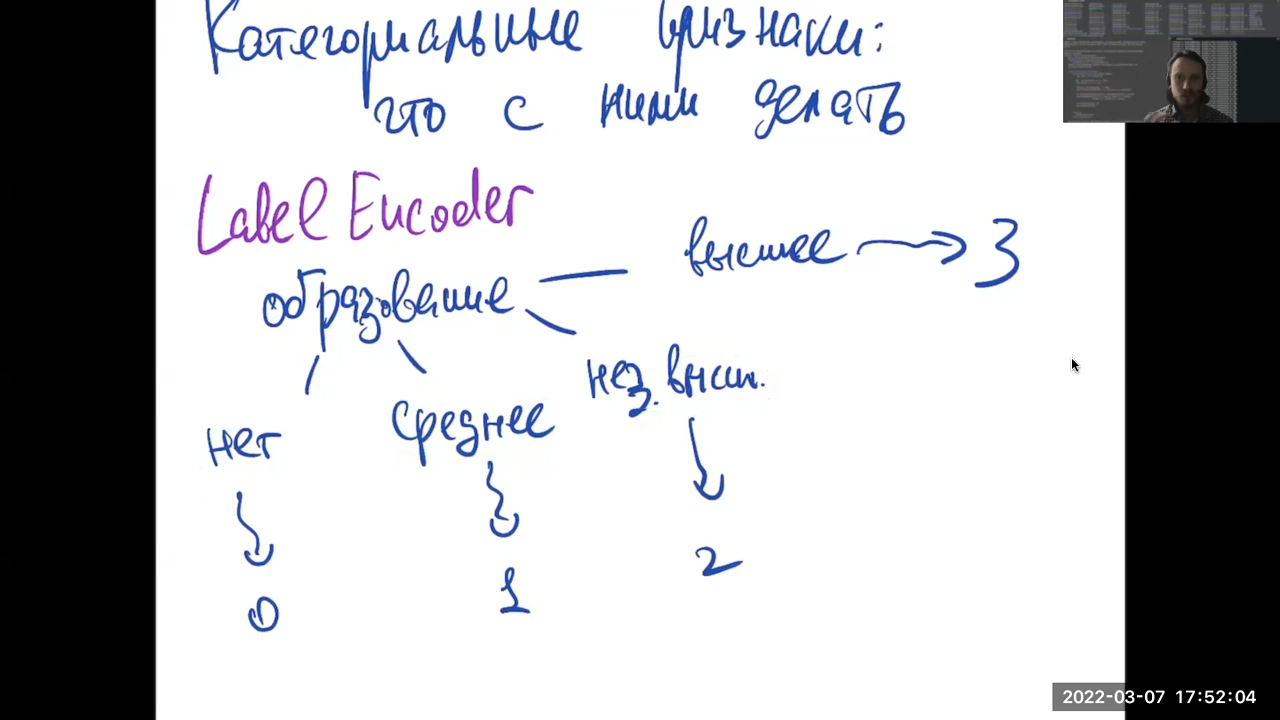 Категориальные признаки:
что с ними делать
Label Encoder
образование
высшее
3
нез. высш.
среднее
нет
2
1
0
2022-03-07 17:52:04